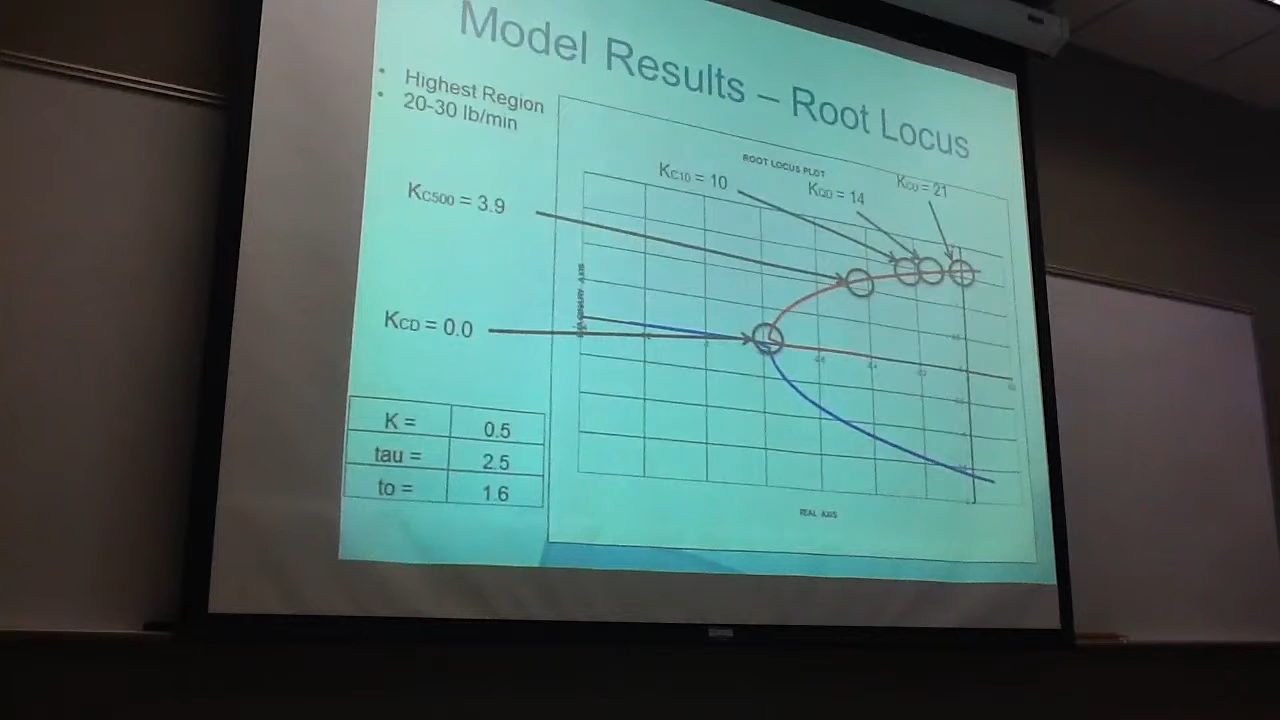 Model Results – Root Locus
• Highest Region
• 20-30 lb/min
ROOT LOCUS PLOT
KC10 = 10
KQD = 14
KCU = 21
KC500 = 3.9
KCD = 0.0
IMAGINARY AXIS
K = 0.5
tau = 2.5
to = 1.6
REAL AXIS